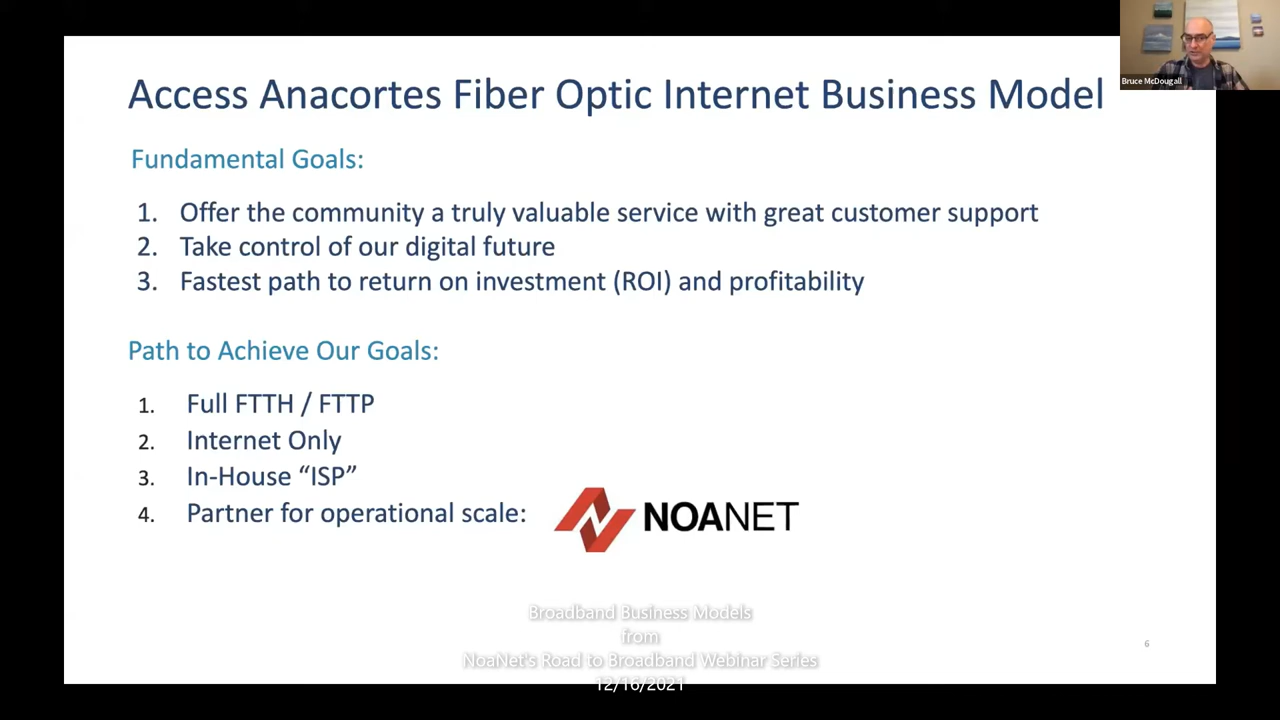 Access Anacortes Fiber Optic Internet Business Model
Bruce McDougall
Fundamental Goals:
1. Offer the community a truly valuable service with great customer support
2. Take control of our digital future
3. Fastest path to return on investment (ROI) and profitability
Path to Achieve Our Goals:
1. Full FTTH / FTTP
2. Internet Only
3. In-House “ISP”
4. Partner for operational scale:
NOANET
Broadband Business Models
from
NoaNet's Road to Broadband Webinar Series
12/16/2021
6